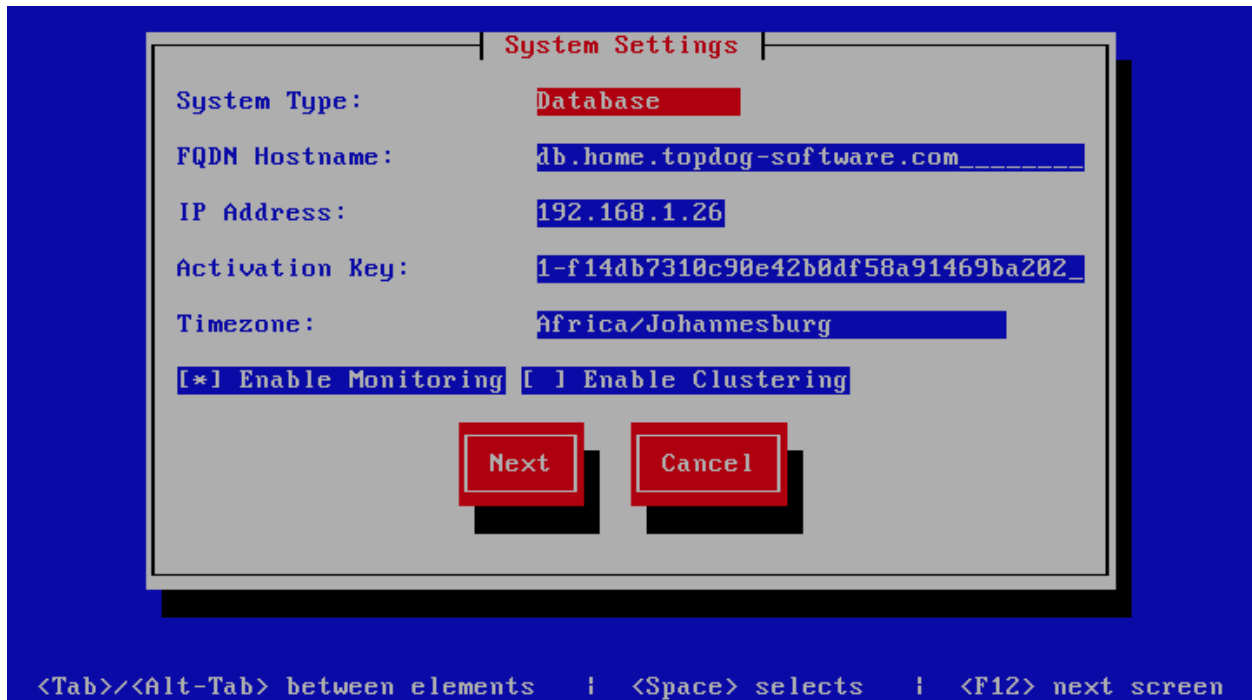 System Settings
System Type: Database
FQDN Hostname: db.home.topdog-software.com________
IP Address: 192.168.1.26
Activation Key: 1-f14db7310c90e42b0df58a91469ba202_
Timezone: Africa/Johannesburg
[*] Enable Monitoring [ ] Enable Clustering
Next Cancel
<Tab>/<Alt-Tab> between elements | <Space> selects | <F12> next screen